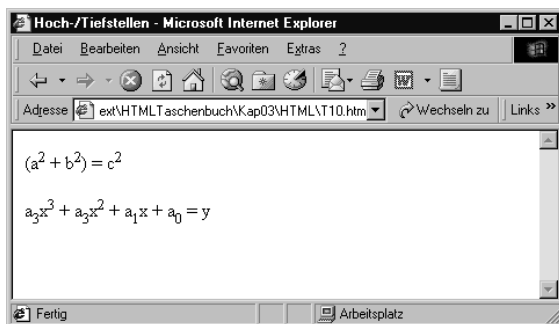 Hoch-/Tiefstellen - Microsoft Internet Explorer
Datei Bearbeiten Ansicht Favoriten Extras ?
Adresse ext\HTMLTaschenbuch\Kap03\HTML\T10.htm Wechseln zu Links »
(a² + b²) = c²
a₃x³ + a₃x² + a₁x + a₀ = y
Fertig Arbeitsplatz